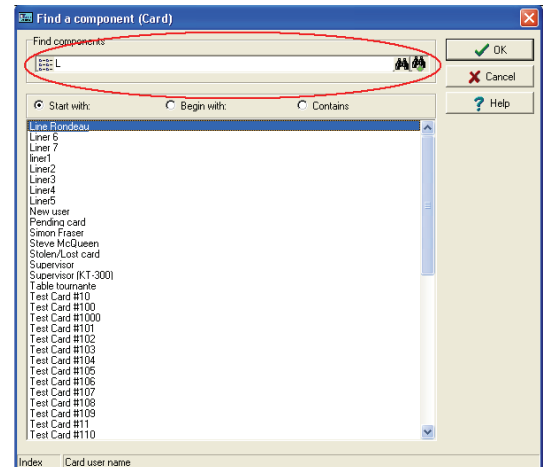 Find a component (Card)
Find components
L
OK
Cancel
Help
Start with: Begin with: Contains
Line Rondeau
Liner 6
Liner 7
liner1
Liner2
Liner3
Liner4
Liner5
New user
Pending card
Simon Fraser
Steve McQueen
Stolen/Lost card
Supervisor
Supervisor (KT-300)
Table tournante
Test Card #10
Test Card #100
Test Card #1000
Test Card #101
Test Card #102
Test Card #103
Test Card #104
Test Card #105
Test Card #106
Test Card #107
Test Card #108
Test Card #109
Test Card #11
Test Card #110
Index Card user name